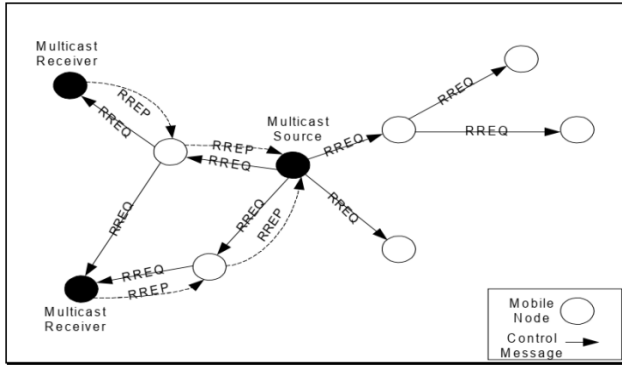 Multicast
Receiver
RREP
RREQ
RREQ
RREQ
Multicast
Source
RREP
RREQ
RREQ
RREQ
RREQ
RREQ
RREP
RREQ
RREQ
RREP
Multicast
Receiver
Mobile
Node
Control
Message